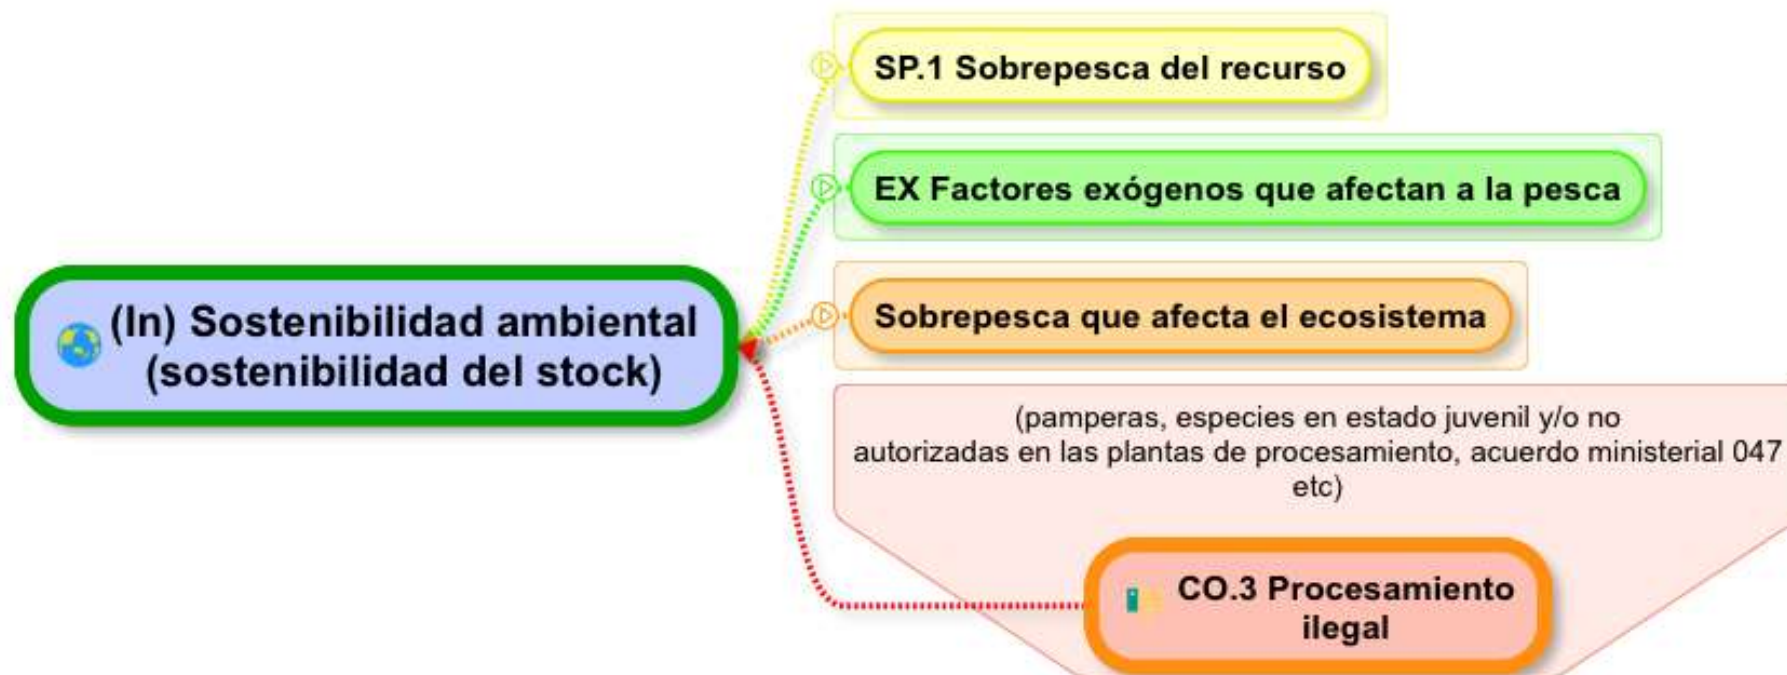 SP.1 Sobrepesca del recurso
EX Factores exógenos que afectan a la pesca
(In) Sostenibilidad ambiental
(sostenibilidad del stock)
Sobrepesca que afecta el ecosistema
(pamperas, especies en estado juvenil y/o no
autorizadas en las plantas de procesamiento, acuerdo ministerial 047
etc)
CO.3 Procesamiento
ilegal